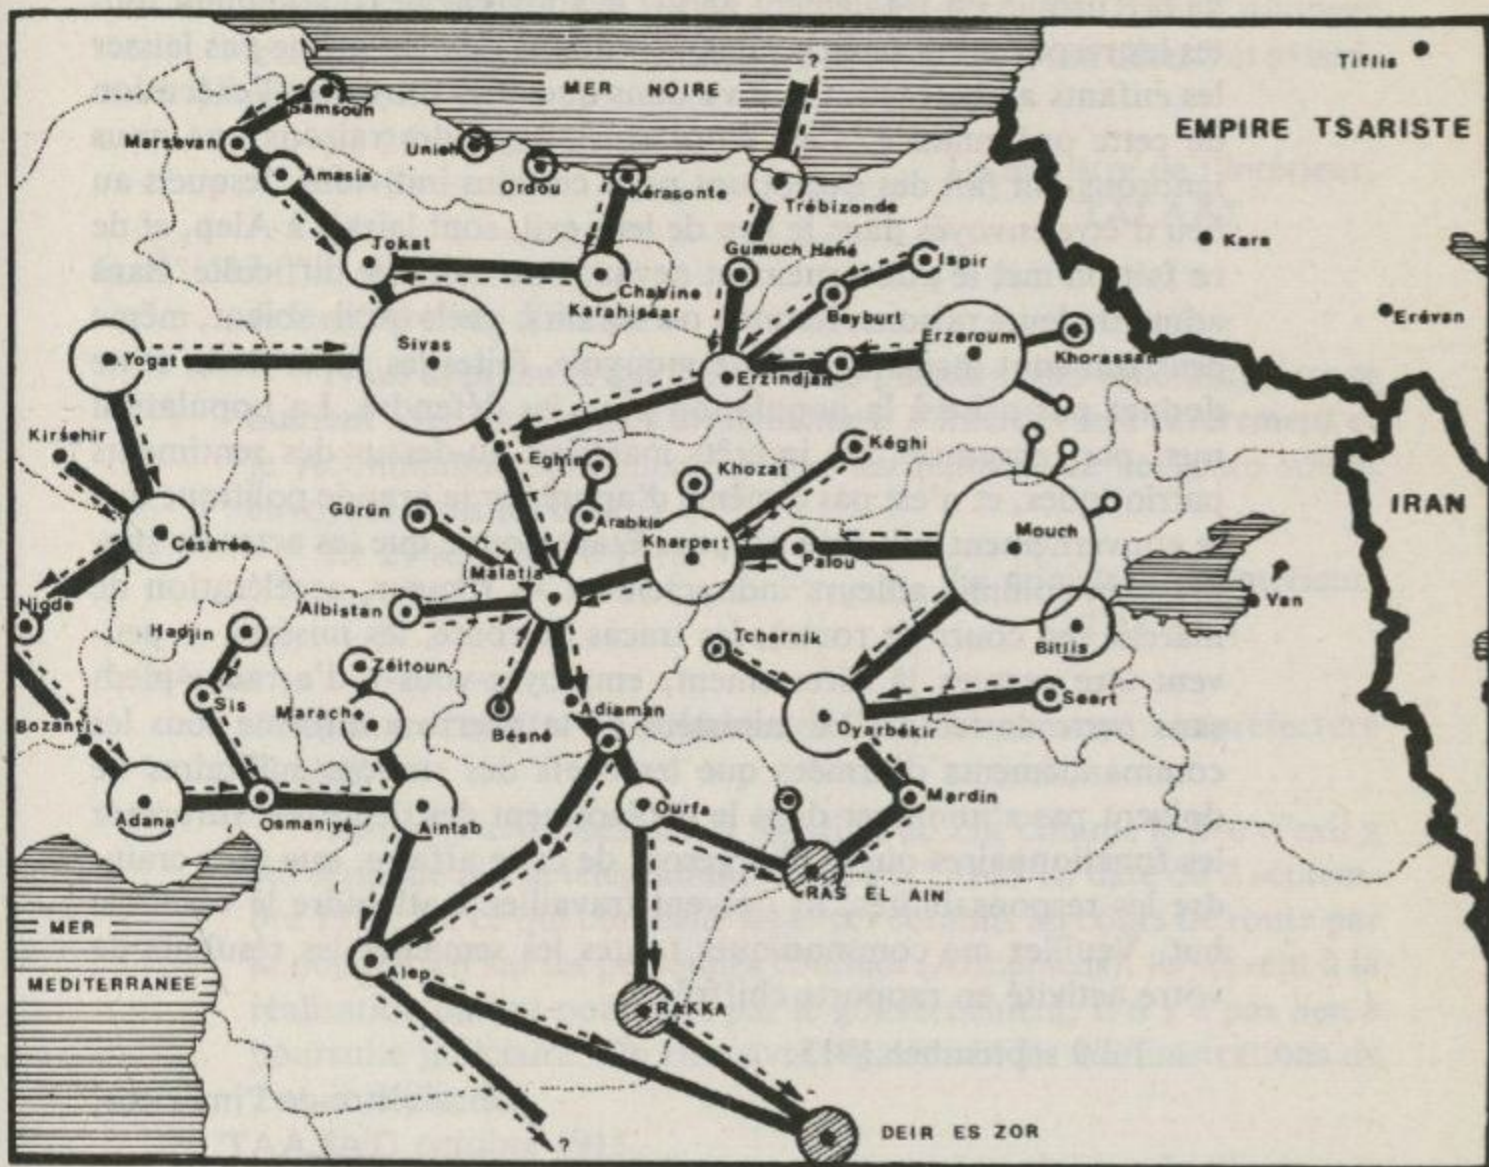 Tiflis
MER NOIRE
?
EMPIRE TSARISTE
Samsoun
Marsevan
Amasia
Unieh
Ordou
Kérasonte
Trébizonde
Kars
Tokat
Gumuch Hané
Ispir
Chabine
Karahissar
Bayburt
Erévan
Sivas
Yogat
Erzeroum
Khorassan
Erzindjan
Kirsehir
Eghin
Khozat
Kéghi
IRAN
Gürün
Arabkir
Césarée
Kharpert
Palou
Mouch
Malatia
Nigde
Albistan
Van
Hadjin
Tchernik
Bitlis
Zéitoun
Sis
Marache
Adiaman
Seert
Bozanti
Bésné
Dyarbékir
Adana
Osmaniyé
Aintab
Ourfa
Mardin
RAS EL AIN
MER
MEDITERRANEE
Alep
RAKKA
DEIR ES ZOR
?